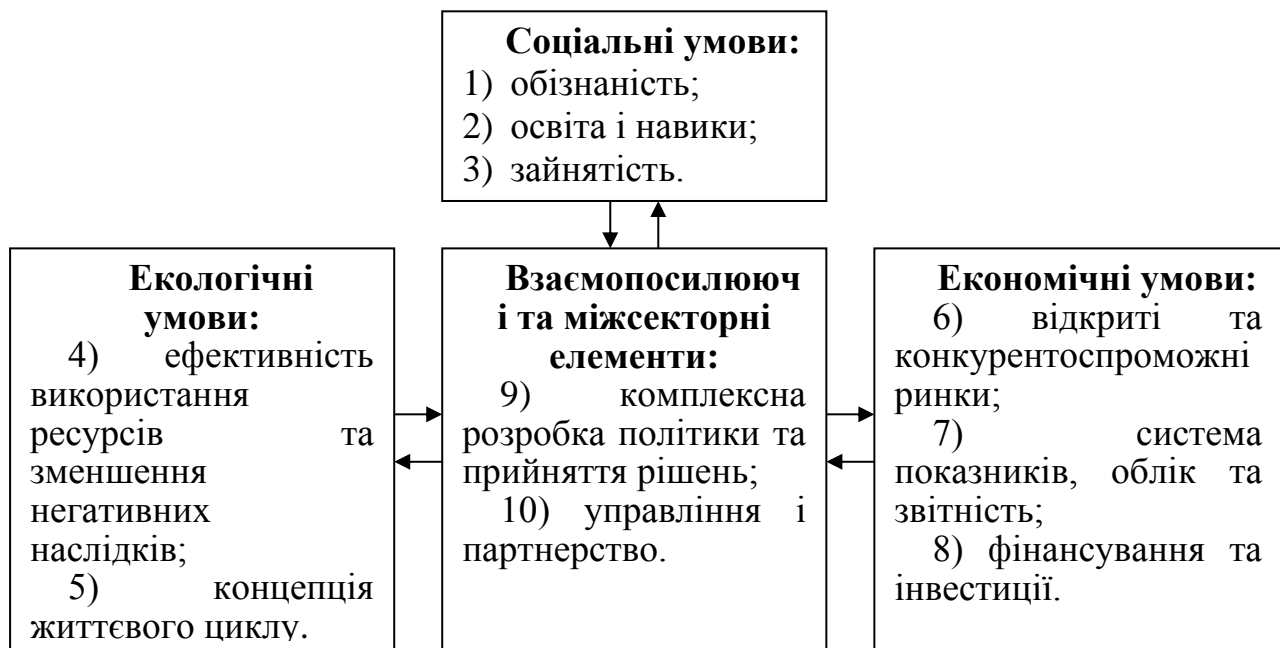 Соціальні умови:
1) обізнаність;
2) освіта і навики;
3) зайнятість.
Екологічні
умови:
4) ефективність
використання
ресурсів та
зменшення
негативних
наслідків;
5) концепція
життєвого циклу.
Взаємопосилююч
і та міжсекторні
елементи:
9) комплексна
розробка політики та
прийняття рішень;
10) управління і
партнерство.
Економічні умови:
6) відкриті та
конкурентоспроможні
ринки;
7) система
показників, облік та
звітність;
8) фінансування та
інвестиції.